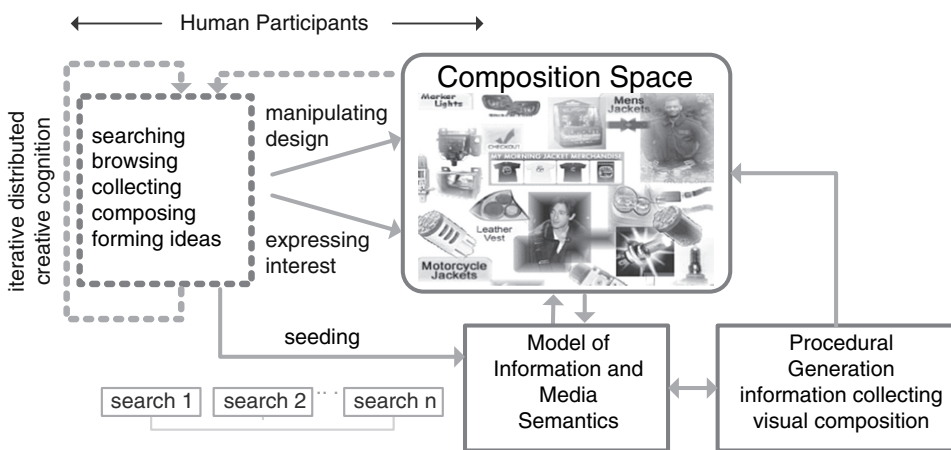 Human Participants
Composition Space
iterative distributed
creative cognition
searching
browsing
collecting
composing
forming ideas
manipulating
design
expressing
interest
Marker
Lights
CHECKOUT
Mens
Jackets
MY MORNING JACKET MERCHANDISE
Leather
Vest
Motorcycle
Jackets
seeding
search 1
search 2
...
search n
Model of
Information and
Media
Semantics
Procedural
Generation
information collecting
visual composition